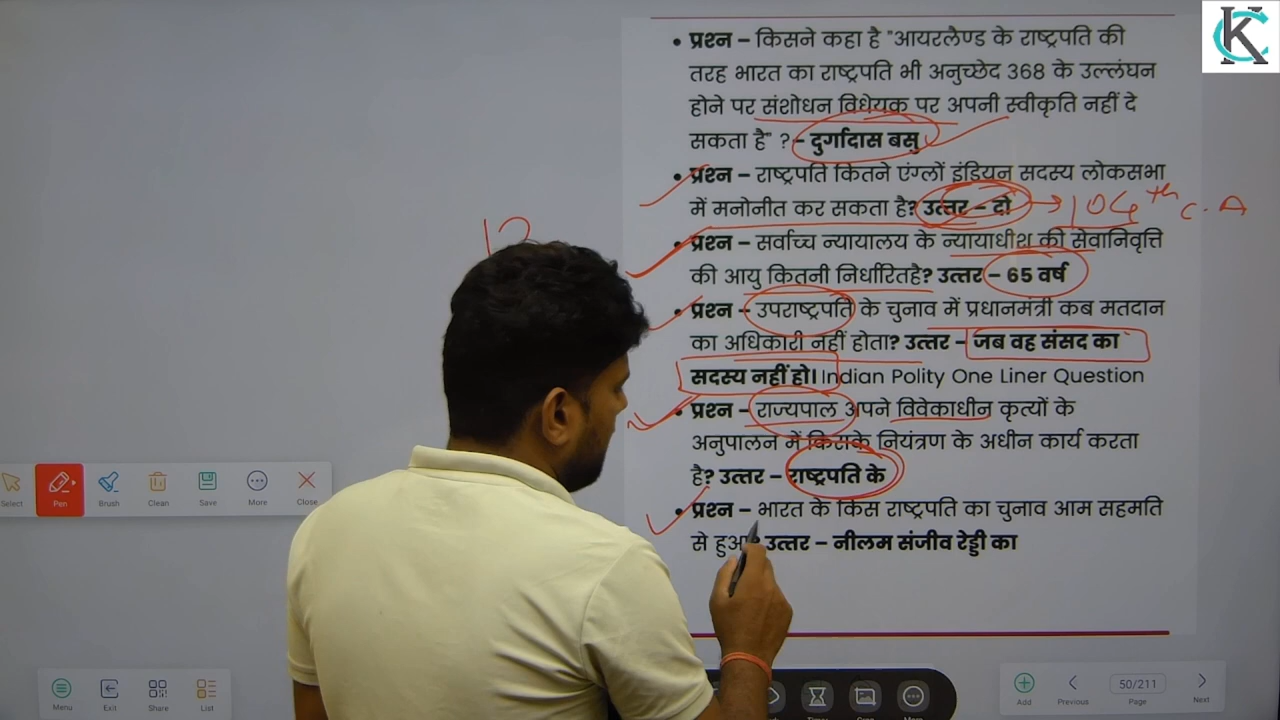 • प्रश्न – किसने कहा है "आयरलैण्ड के राष्ट्रपति की
तरह भारत का राष्ट्रपति भी अनुच्छेद 368 के उल्लंघन
होने पर संशोधन विधेयक पर अपनी स्वीकृति नहीं दे
सकता है" ? – दुर्गादास बसु
• प्रश्न – राष्ट्रपति कितने एंग्लों इंडियन सदस्य लोकसभा
में मनोनीत कर सकता है? उत्तर – दो → 104th C.A
• प्रश्न – सर्वाच्च न्यायालय के न्यायाधीश की सेवानिवृत्ति
की आयु कितनी निर्धारितहै? उत्तर – 65 वर्ष
• प्रश्न – उपराष्ट्रपति के चुनाव में प्रधानमंत्री कब मतदान
का अधिकारी नहीं होता? उत्तर – जब वह संसद का
सदस्य नहीं हो। Indian Polity One Liner Question
• प्रश्न – राज्यपाल अपने विवेकाधीन कृत्यों के
अनुपालन में किसके नियंत्रण के अधीन कार्य करता
है? उत्तर – राष्ट्रपति के
• प्रश्न – भारत के किस राष्ट्रपति का चुनाव आम सहमति
से हुआ? उत्तर – नीलम संजीव रेड्डी का
KC
Select Pen Brush Clean Save More Close
Menu Exit Share List
More
Add Previous 50/211 Page Next